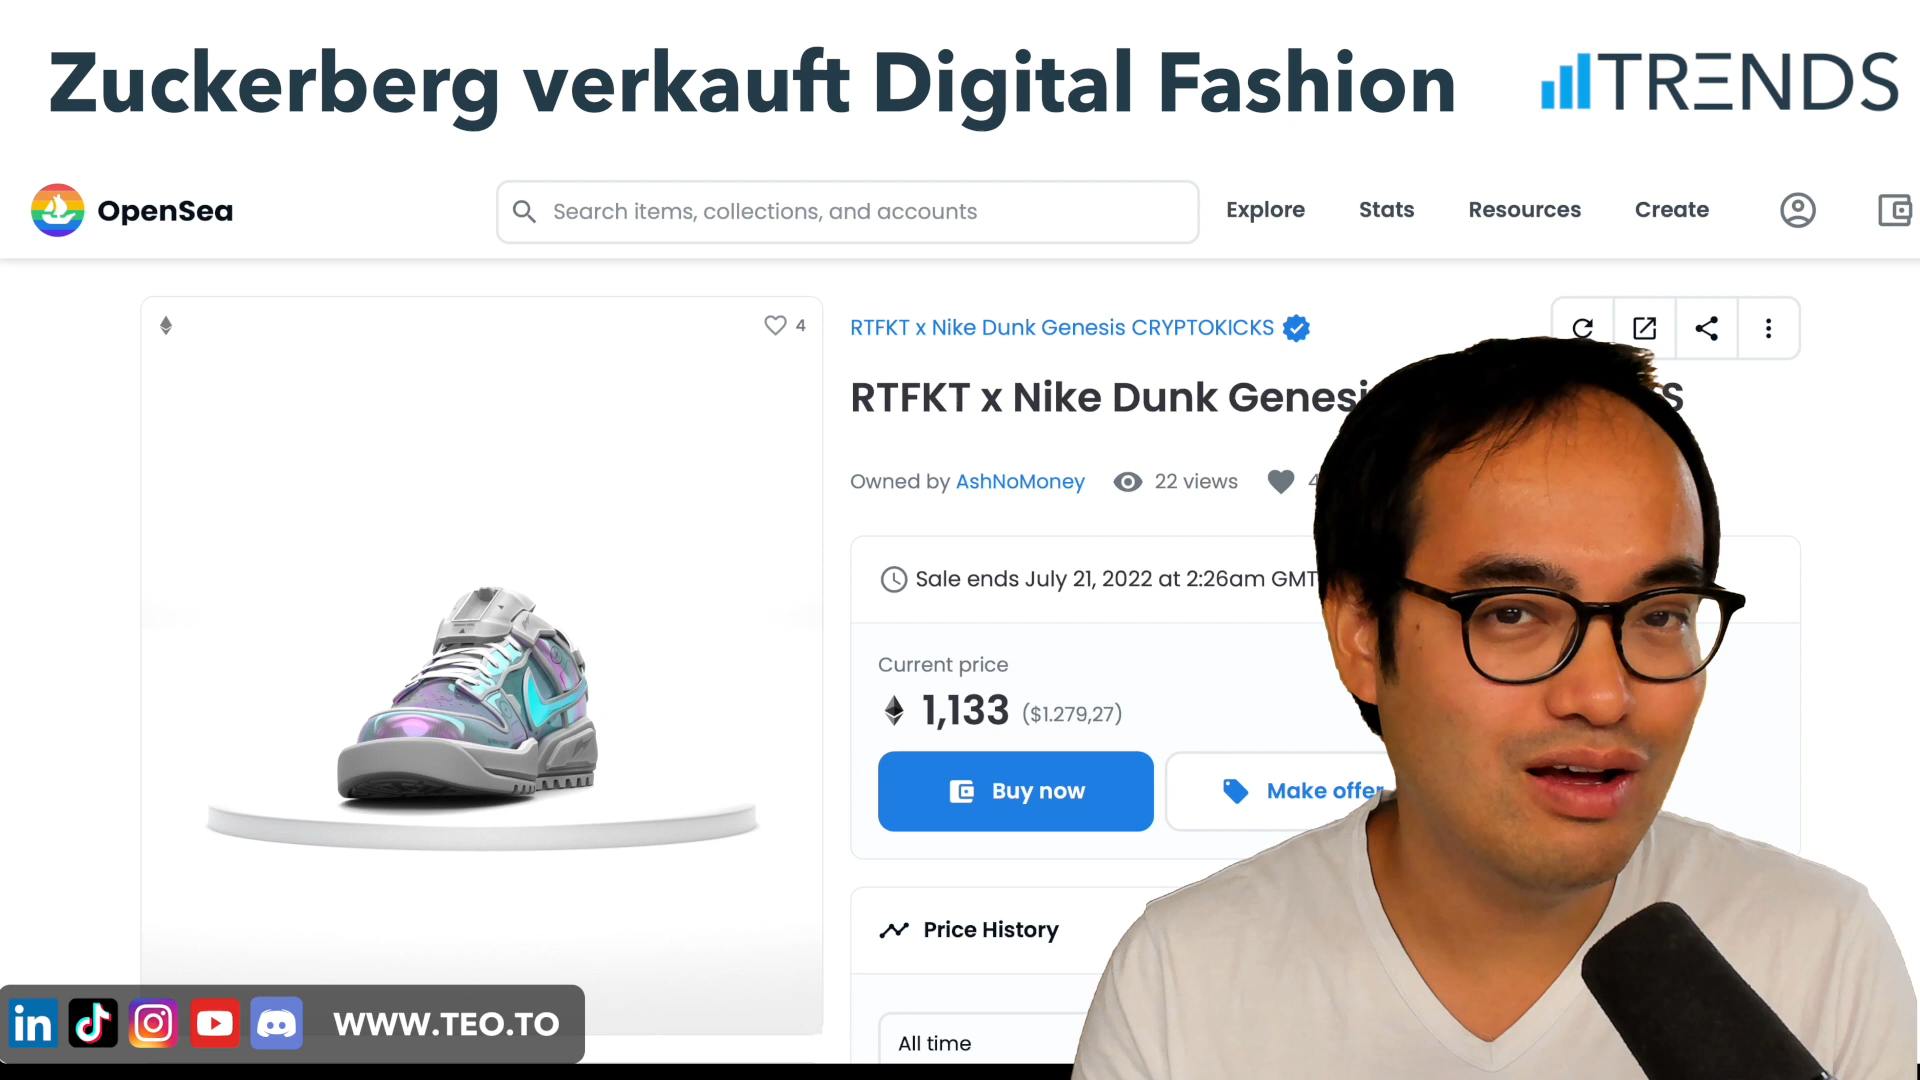 Zuckerberg verkauft Digital Fashion
TRENDS
OpenSea
Search items, collections, and accounts
Explore
Stats
Resources
Create
4
RTFKT x Nike Dunk Genesis CRYPTOKICKS
RTFKT x Nike Dunk Genesi
S
Owned by AshNoMoney
22 views
4
Sale ends July 21, 2022 at 2:26am GMT
Current price
1,133 ($1.279,27)
Buy now
Make offer
Price History
All time
in
WWW.TEO.TO